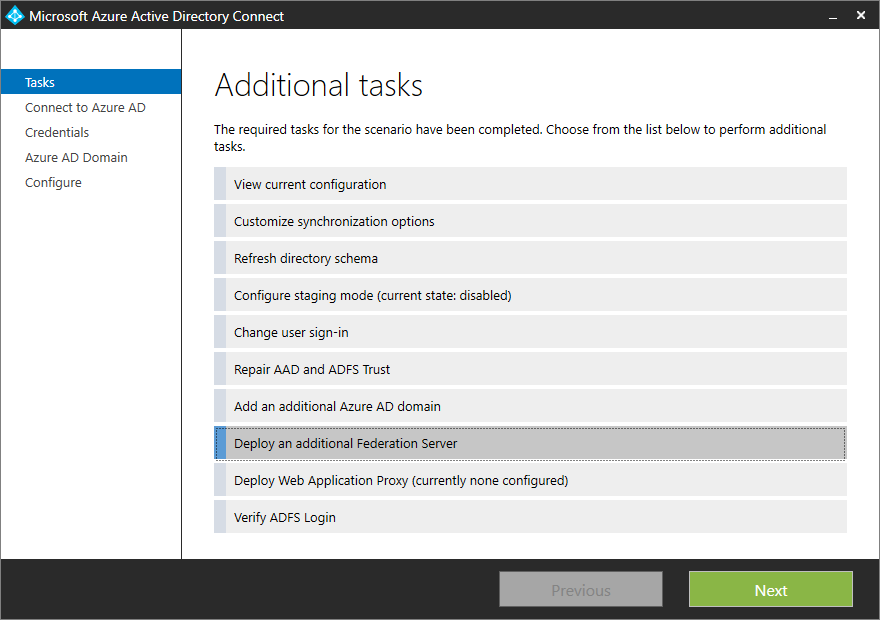 Microsoft Azure Active Directory Connect
Tasks
Connect to Azure AD
Credentials
Azure AD Domain
Configure
Additional tasks
The required tasks for the scenario have been completed. Choose from the list below to perform additional
tasks.
View current configuration
Customize synchronization options
Refresh directory schema
Configure staging mode (current state: disabled)
Change user sign-in
Repair AAD and ADFS Trust
Add an additional Azure AD domain
Deploy an additional Federation Server
Deploy Web Application Proxy (currently none configured)
Verify ADFS Login
Previous
Next